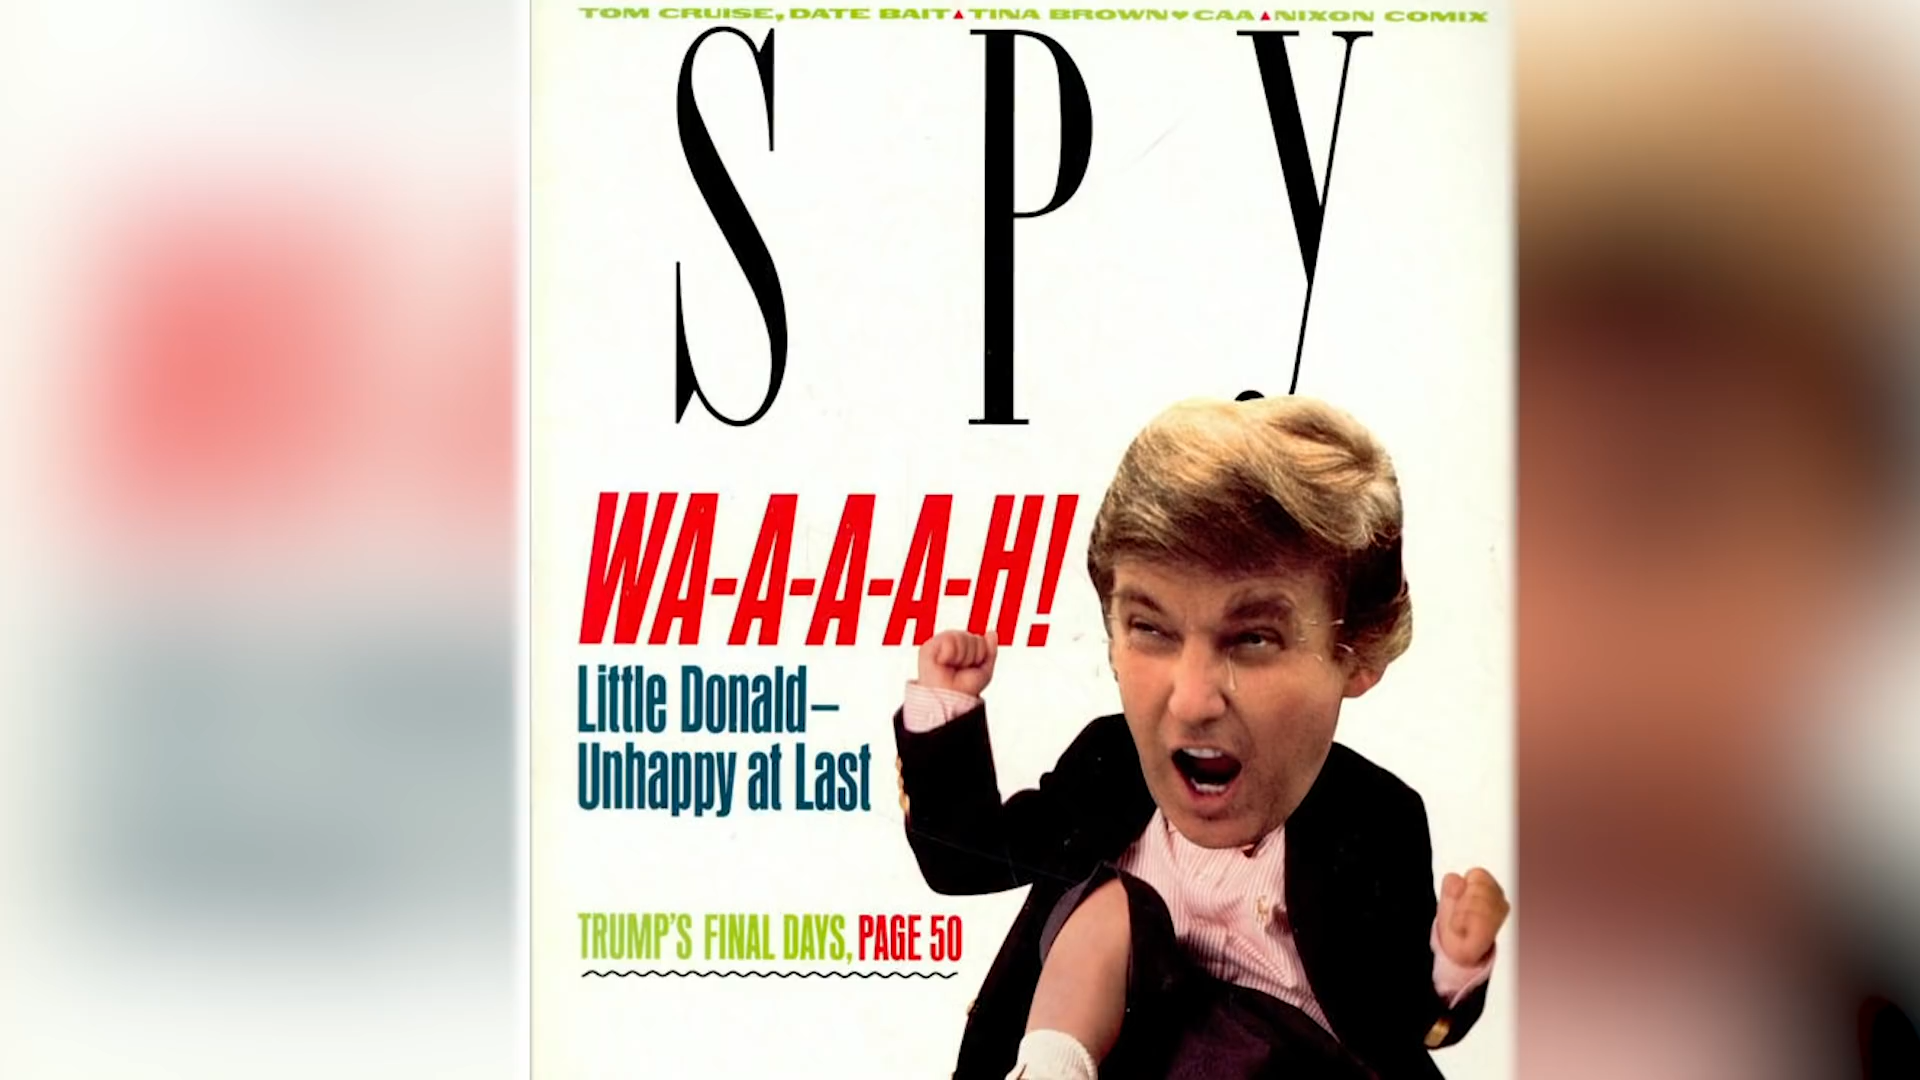 TOM CRUISE, DATE BAIT▲TINA BROWN♥CAA▲NIXON COMIX
SPY
WA-A-A-A-H!
Little Donald–
Unhappy at Last
TRUMP'S FINAL DAYS, PAGE 50